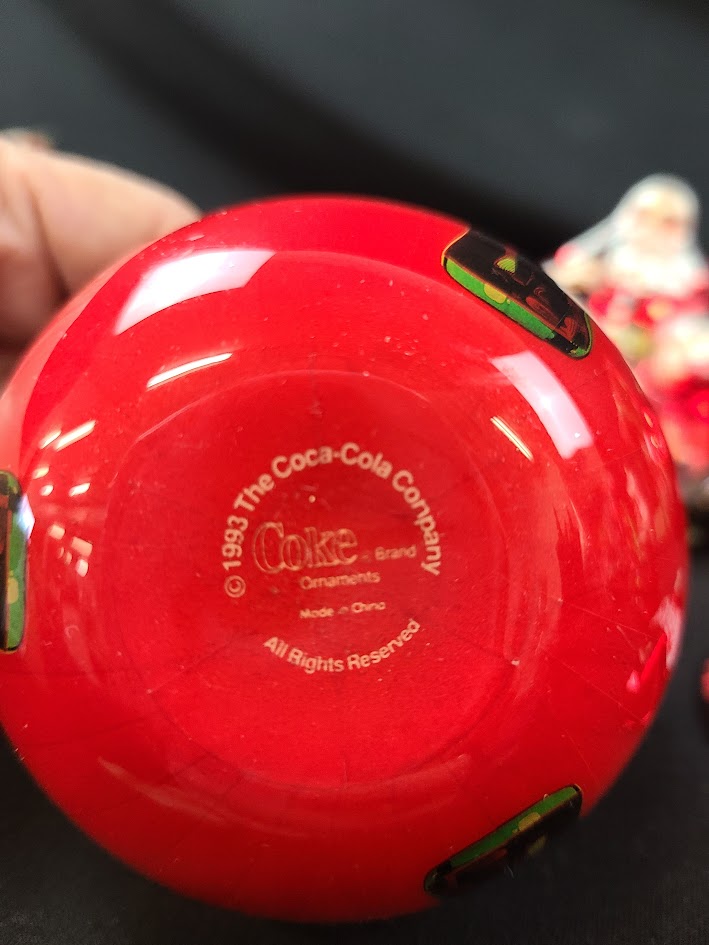 © 1993 The Coca-Cola Company
Coke Brand
Ornaments
Made in China
All Rights Reserved